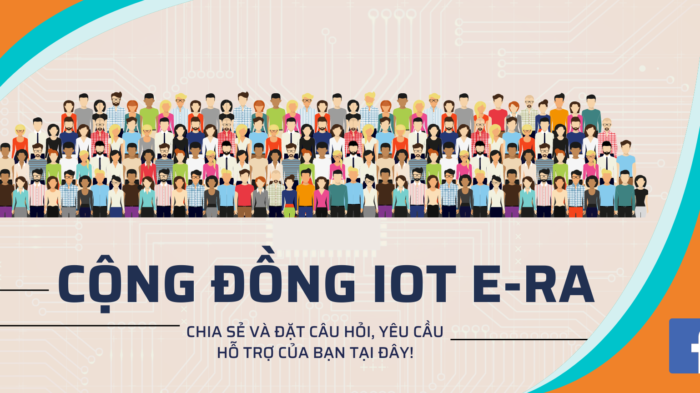 CỘNG ĐỒNG IOT E-RA
CHIA SẺ VÀ ĐẶT CÂU HỎI, YÊU CẦU
HỖ TRỢ CỦA BẠN TẠI ĐÂY!